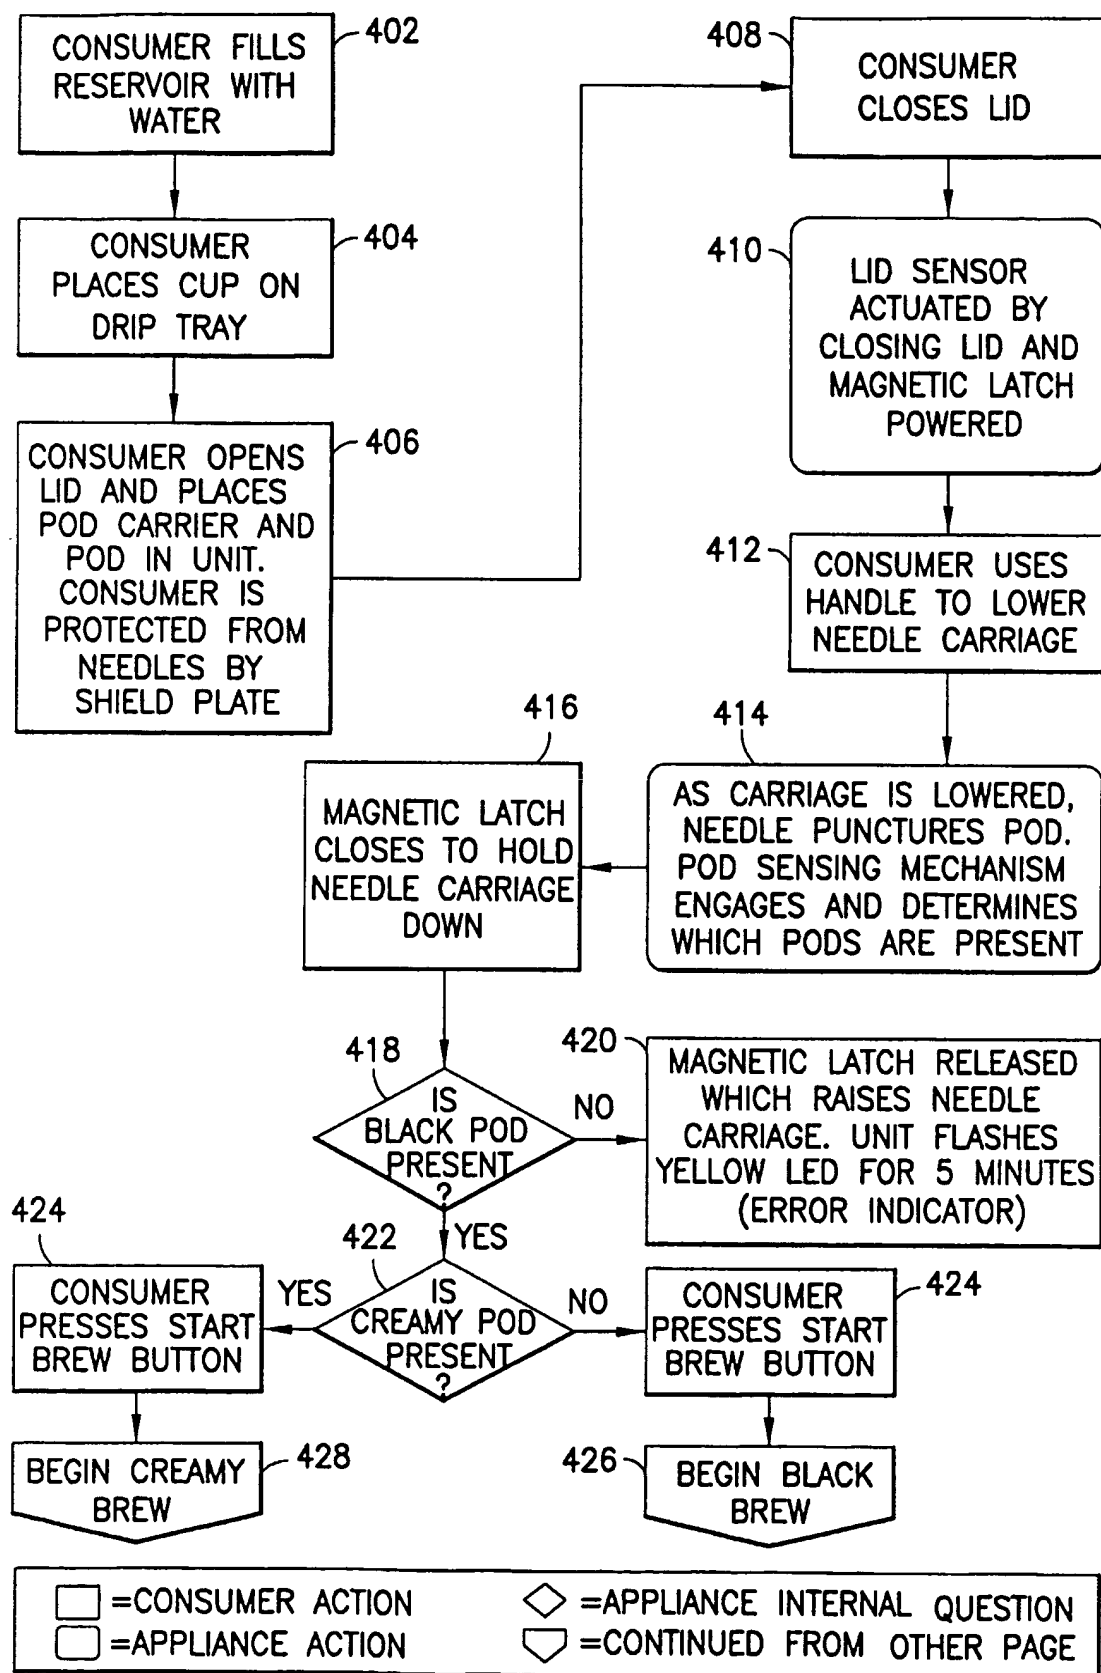 CONSUMER FILLS
RESERVOIR WITH
WATER
402
CONSUMER
PLACES CUP ON
DRIP TRAY
404
CONSUMER OPENS
LID AND PLACES
POD CARRIER AND
POD IN UNIT.
CONSUMER IS
PROTECTED FROM
NEEDLES BY
SHIELD PLATE
406
408
CONSUMER
CLOSES LID
410
LID SENSOR
ACTUATED BY
CLOSING LID AND
MAGNETIC LATCH
POWERED
412
CONSUMER USES
HANDLE TO LOWER
NEEDLE CARRIAGE
414
AS CARRIAGE IS LOWERED,
NEEDLE PUNCTURES POD.
POD SENSING MECHANISM
ENGAGES AND DETERMINES
WHICH PODS ARE PRESENT
416
MAGNETIC LATCH
CLOSES TO HOLD
NEEDLE CARRIAGE
DOWN
418
IS
BLACK POD
PRESENT
?
NO
420
MAGNETIC LATCH RELEASED
WHICH RAISES NEEDLE
CARRIAGE. UNIT FLASHES
YELLOW LED FOR 5 MINUTES
(ERROR INDICATOR)
YES
422
IS
CREAMY POD
PRESENT
?
YES
424
CONSUMER
PRESSES START
BREW BUTTON
NO
CONSUMER
PRESSES START
BREW BUTTON
424
BEGIN CREAMY
BREW
428
426
BEGIN BLACK
BREW
=CONSUMER ACTION
=APPLIANCE INTERNAL QUESTION
=APPLIANCE ACTION
=CONTINUED FROM OTHER PAGE